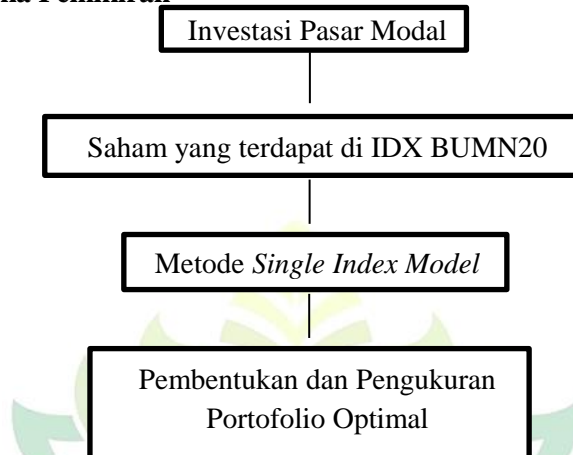 Investasi Pasar Modal
Saham yang terdapat di IDX BUMN20
Metode Single Index Model
Pembentukan dan Pengukuran
Portofolio Optimal